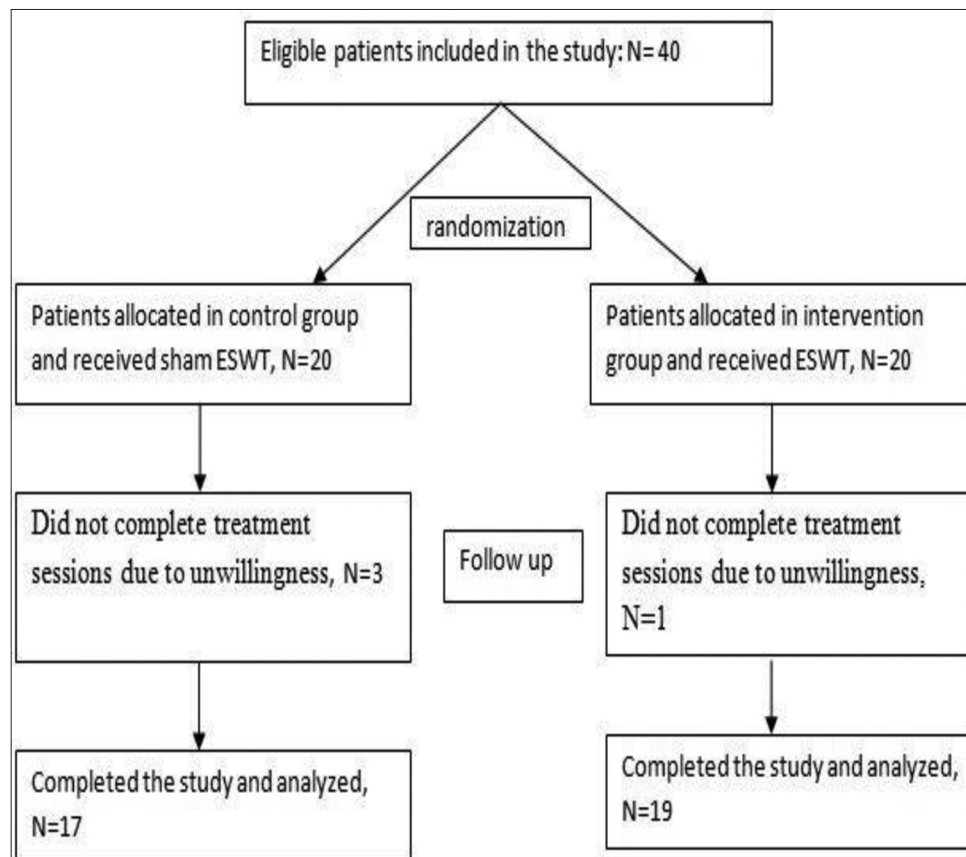 Eligible patients included in the study: N= 40
randomization
Patients allocated in control group
and received sham ESWT, N=20
Patients allocated in intervention
group and received ESWT, N=20
Did not complete treatment
sessions due to unwillingness, N=3
Follow up
Did not complete treatment
sessions due to unwillingness,
N=1
Completed the study and analyzed,
N=17
Completed the study and analyzed,
N=19